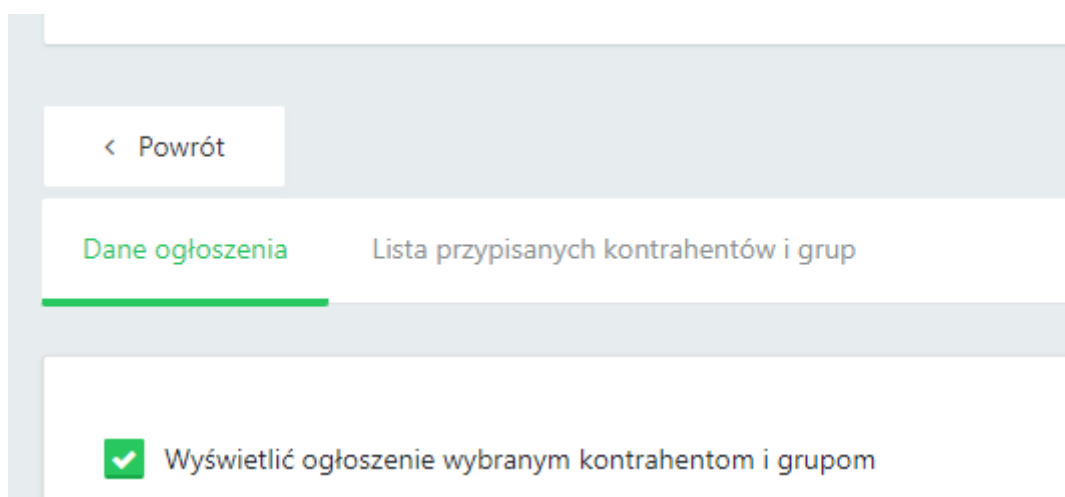 Powrót
Dane ogłoszenia
Lista przypisanych kontrahentów i grup
Wyświetlić ogłoszenie wybranym kontrahentom i grupom